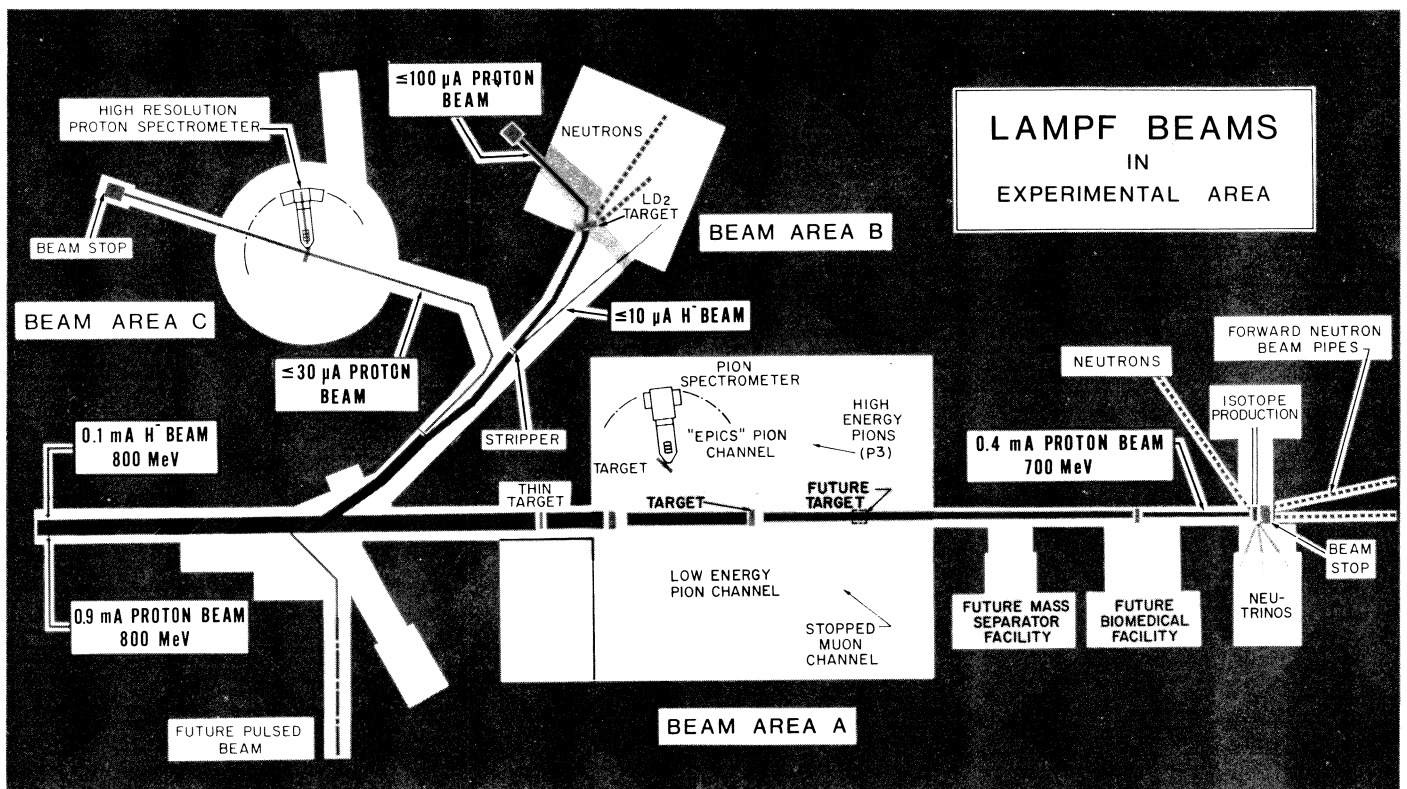 LAMPF BEAMS
IN
EXPERIMENTAL AREA
≤100 µA PROTON
BEAM
HIGH RESOLUTION
PROTON SPECTROMETER
NEUTRONS
LD2
TARGET
BEAM AREA B
BEAM STOP
BEAM AREA C
≤10 µA H⁻ BEAM
≤30 µA PROTON
BEAM
STRIPPER
0.1 mA H⁻ BEAM
800 MeV
PION
SPECTROMETER
"EPICS" PION
CHANNEL
HIGH
ENERGY
PIONS
(P3)
TARGET
THIN
TARGET
TARGET
FUTURE
TARGET
0.4 mA PROTON BEAM
700 MeV
NEUTRONS
FORWARD NEUTRON
BEAM PIPES
ISOTOPE
PRODUCTION
BEAM
STOP
0.9 mA PROTON BEAM
800 MeV
LOW ENERGY
PION CHANNEL
STOPPED
MUON
CHANNEL
FUTURE MASS
SEPARATOR
FACILITY
FUTURE
BIOMEDICAL
FACILITY
NEU-
TRINOS
FUTURE PULSED
BEAM
BEAM AREA A